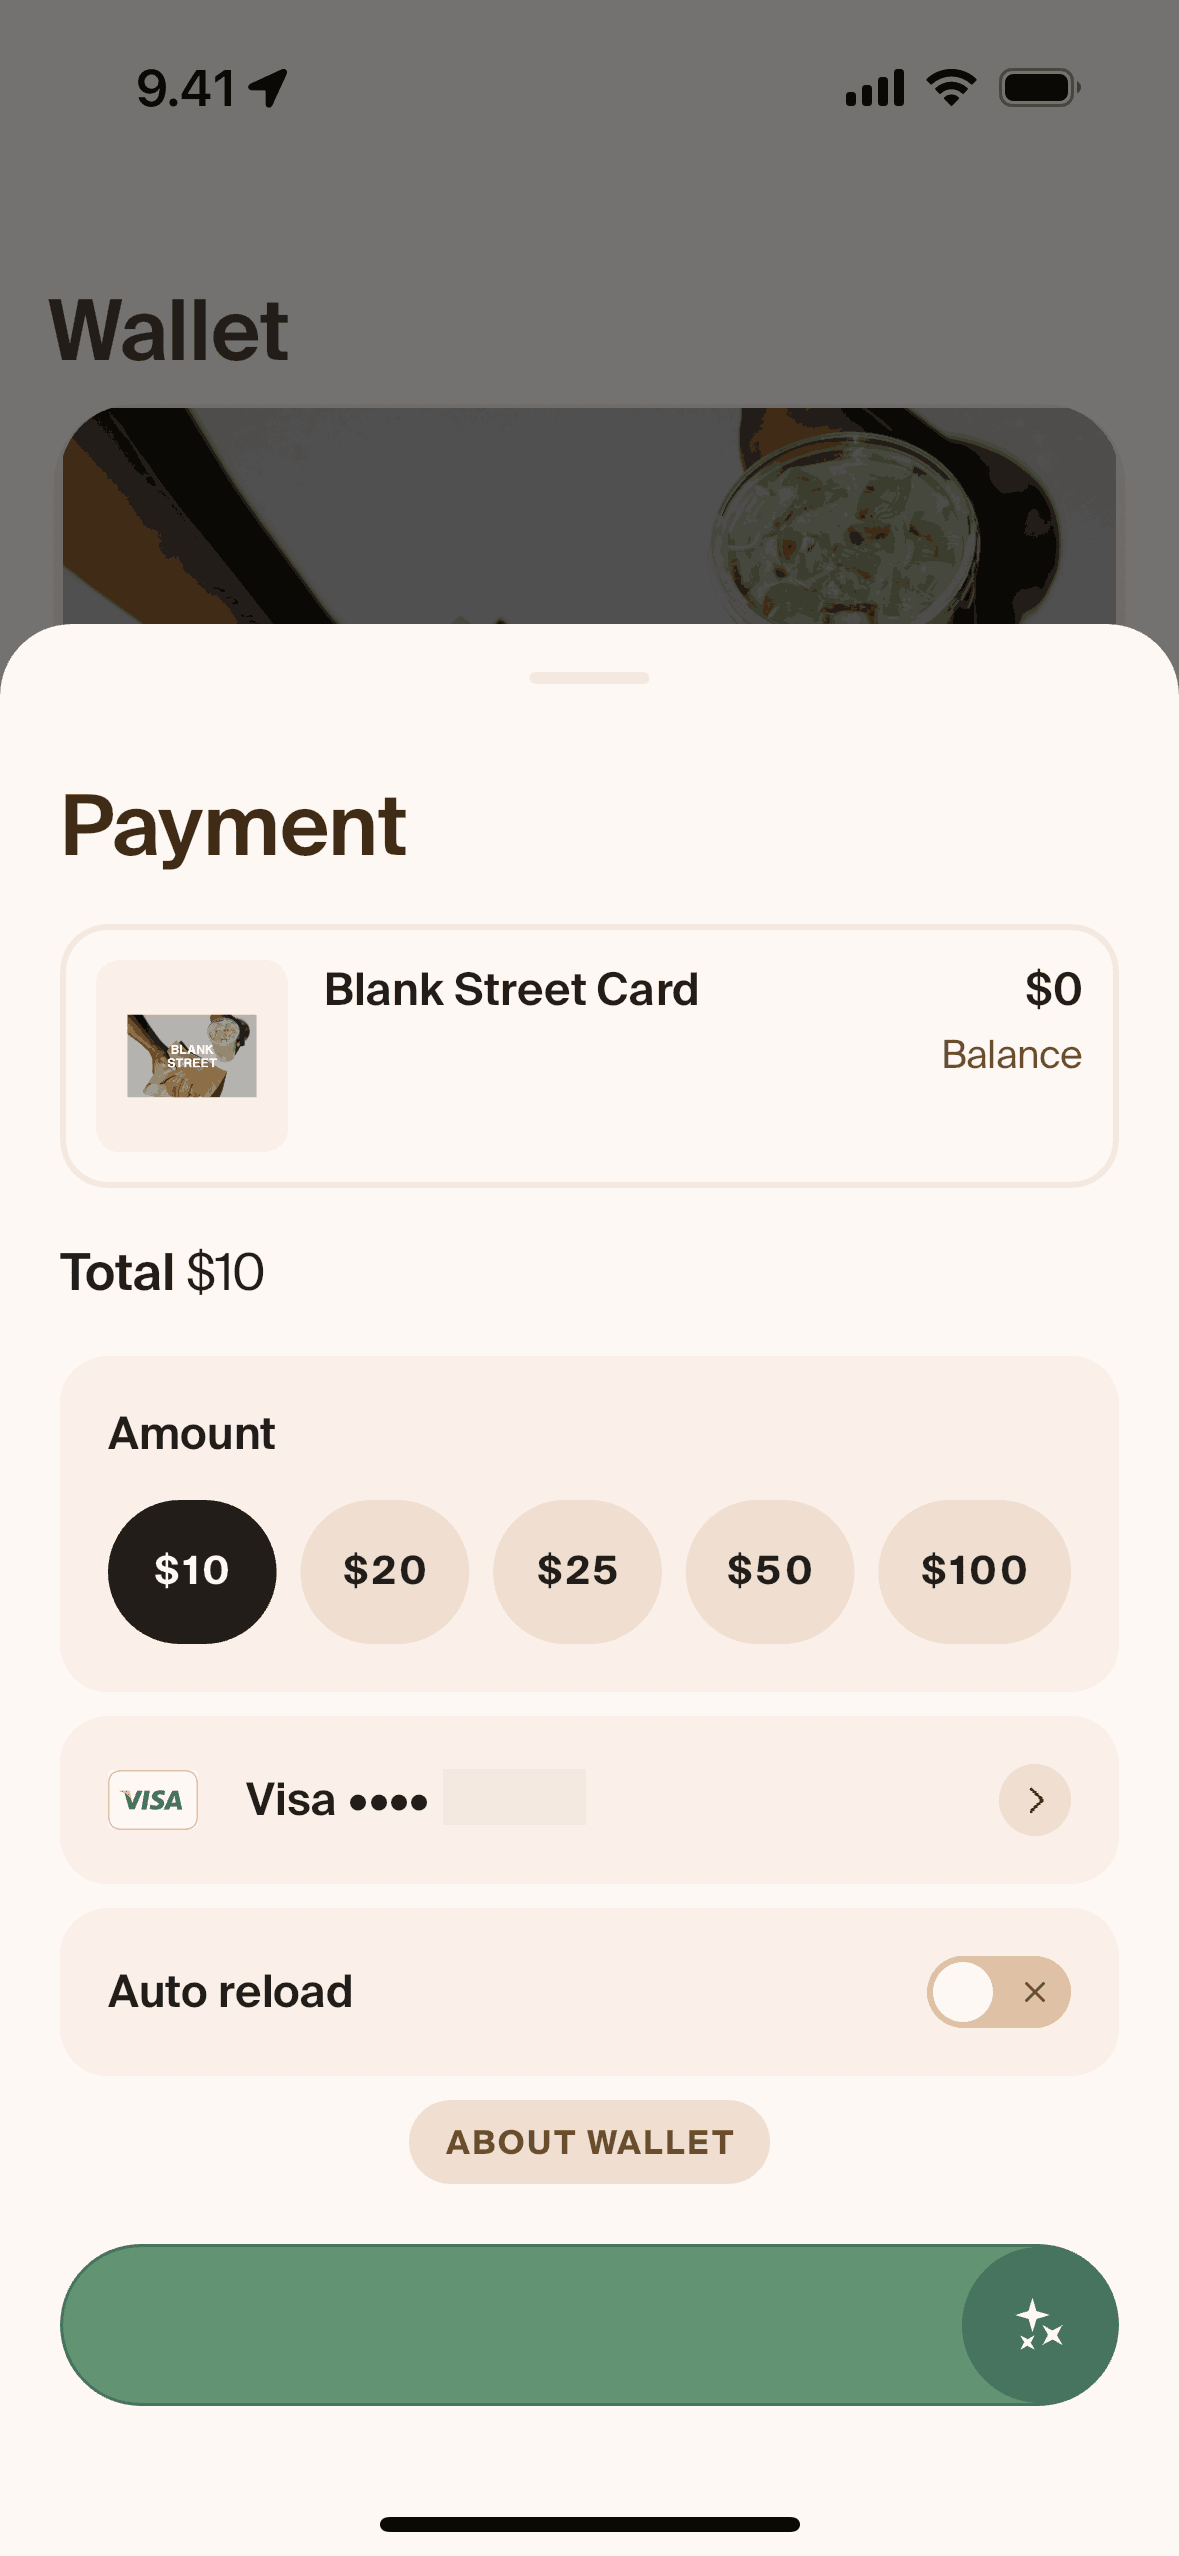 9.41
Wallet
Payment
BLANK
STREET
Blank Street Card
$0
Balance
Total $10
Amount
$10
$20
$25
$50
$100
VISA
Visa ••••
Auto reload
ABOUT WALLET